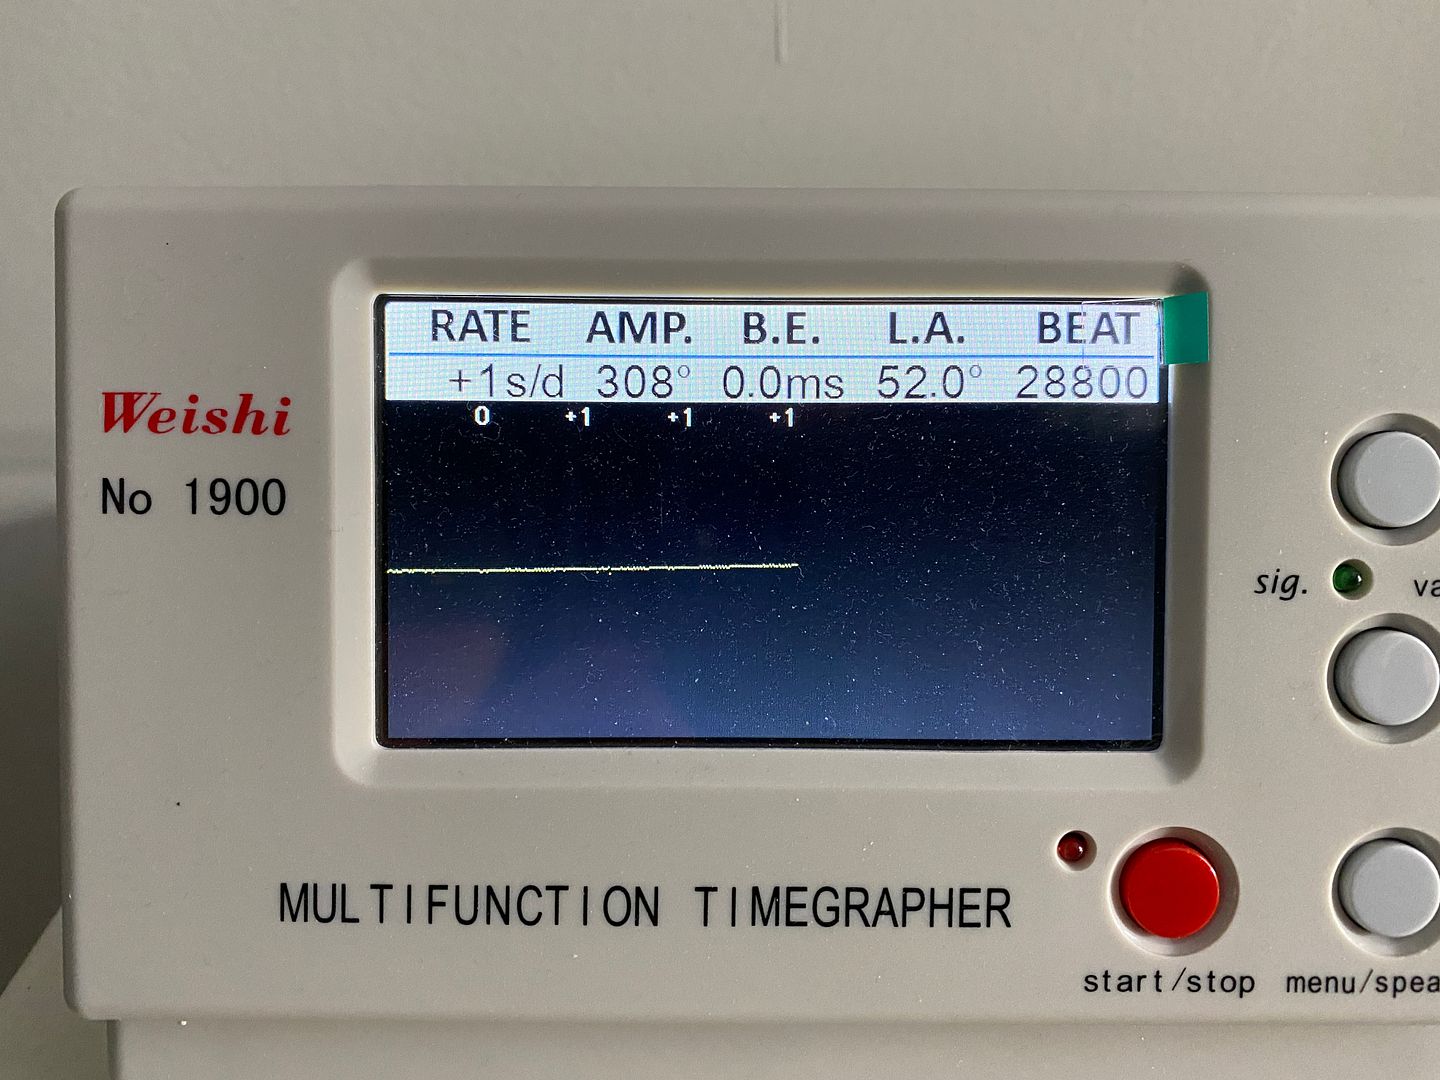 RATE AMP. B.E. L.A. BEAT
+1s/d 308° 0.0ms 52.0° 28800
0 +1 +1 +1
Weishi
No 1900
sig.
MULTIFUNCTION TIMEGRAPHER
start/stop